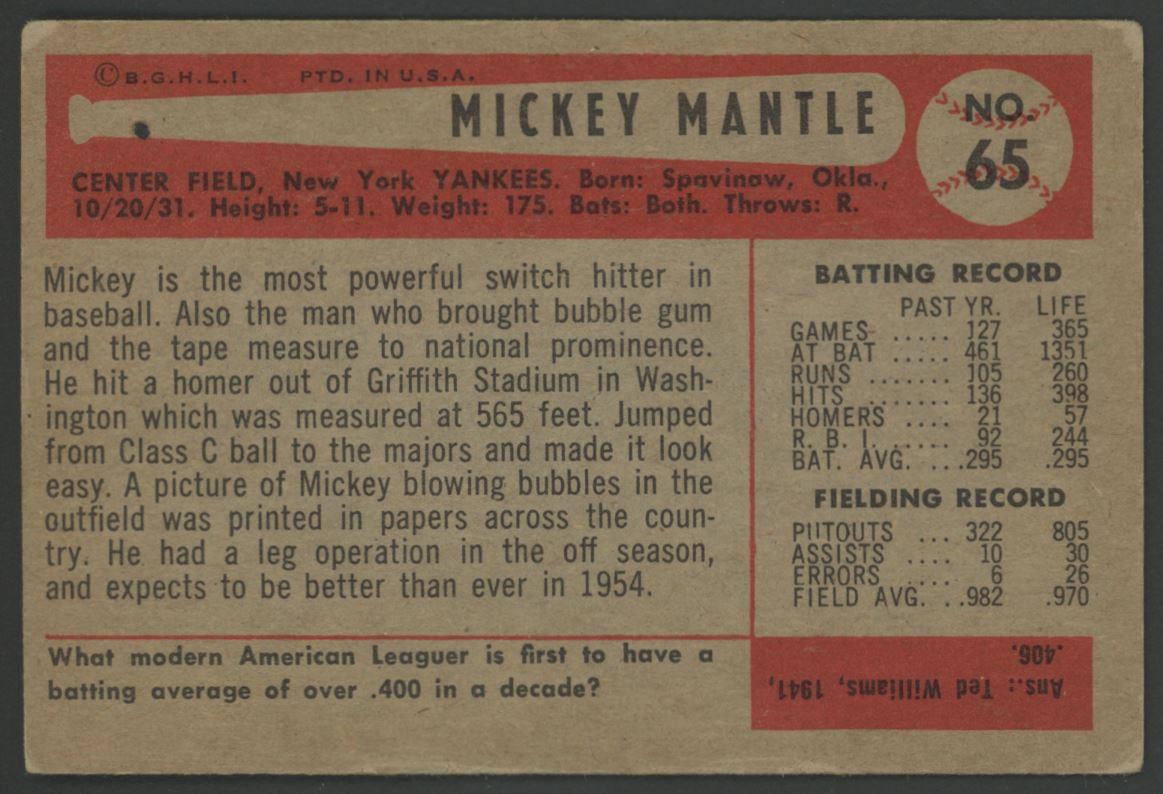 ©B.G.H.L.I. PTD. IN U.S.A.
MICKEY MANTLE
NO.
65
CENTER FIELD, New York YANKEES. Born: Spavinaw, Okla.,
10/20/31. Height: 5-11. Weight: 175. Bats: Both. Throws: R.
Mickey is the most powerful switch hitter in
baseball. Also the man who brought bubble gum
and the tape measure to national prominence.
He hit a homer out of Griffith Stadium in Wash-
ington which was measured at 565 feet. Jumped
from Class C ball to the majors and made it look
easy. A picture of Mickey blowing bubbles in the
outfield was printed in papers across the coun-
try. He had a leg operation in the off season,
and expects to be better than ever in 1954.
BATTING RECORD
PAST YR. LIFE
GAMES ..... 127 365
AT BAT ..... 461 1351
RUNS ....... 105 260
HITS ....... 136 398
HOMERS .... 21 57
R. B. I. ..... 92 244
BAT. AVG. ...295 .295
FIELDING RECORD
PUTOUTS ... 322 805
ASSISTS .... 10 30
ERRORS .... 6 26
FIELD AVG. ..982 .970
What modern American Leaguer is first to have a
batting average of over .400 in a decade?
Ans.: Ted Williams, 1941,
.406.